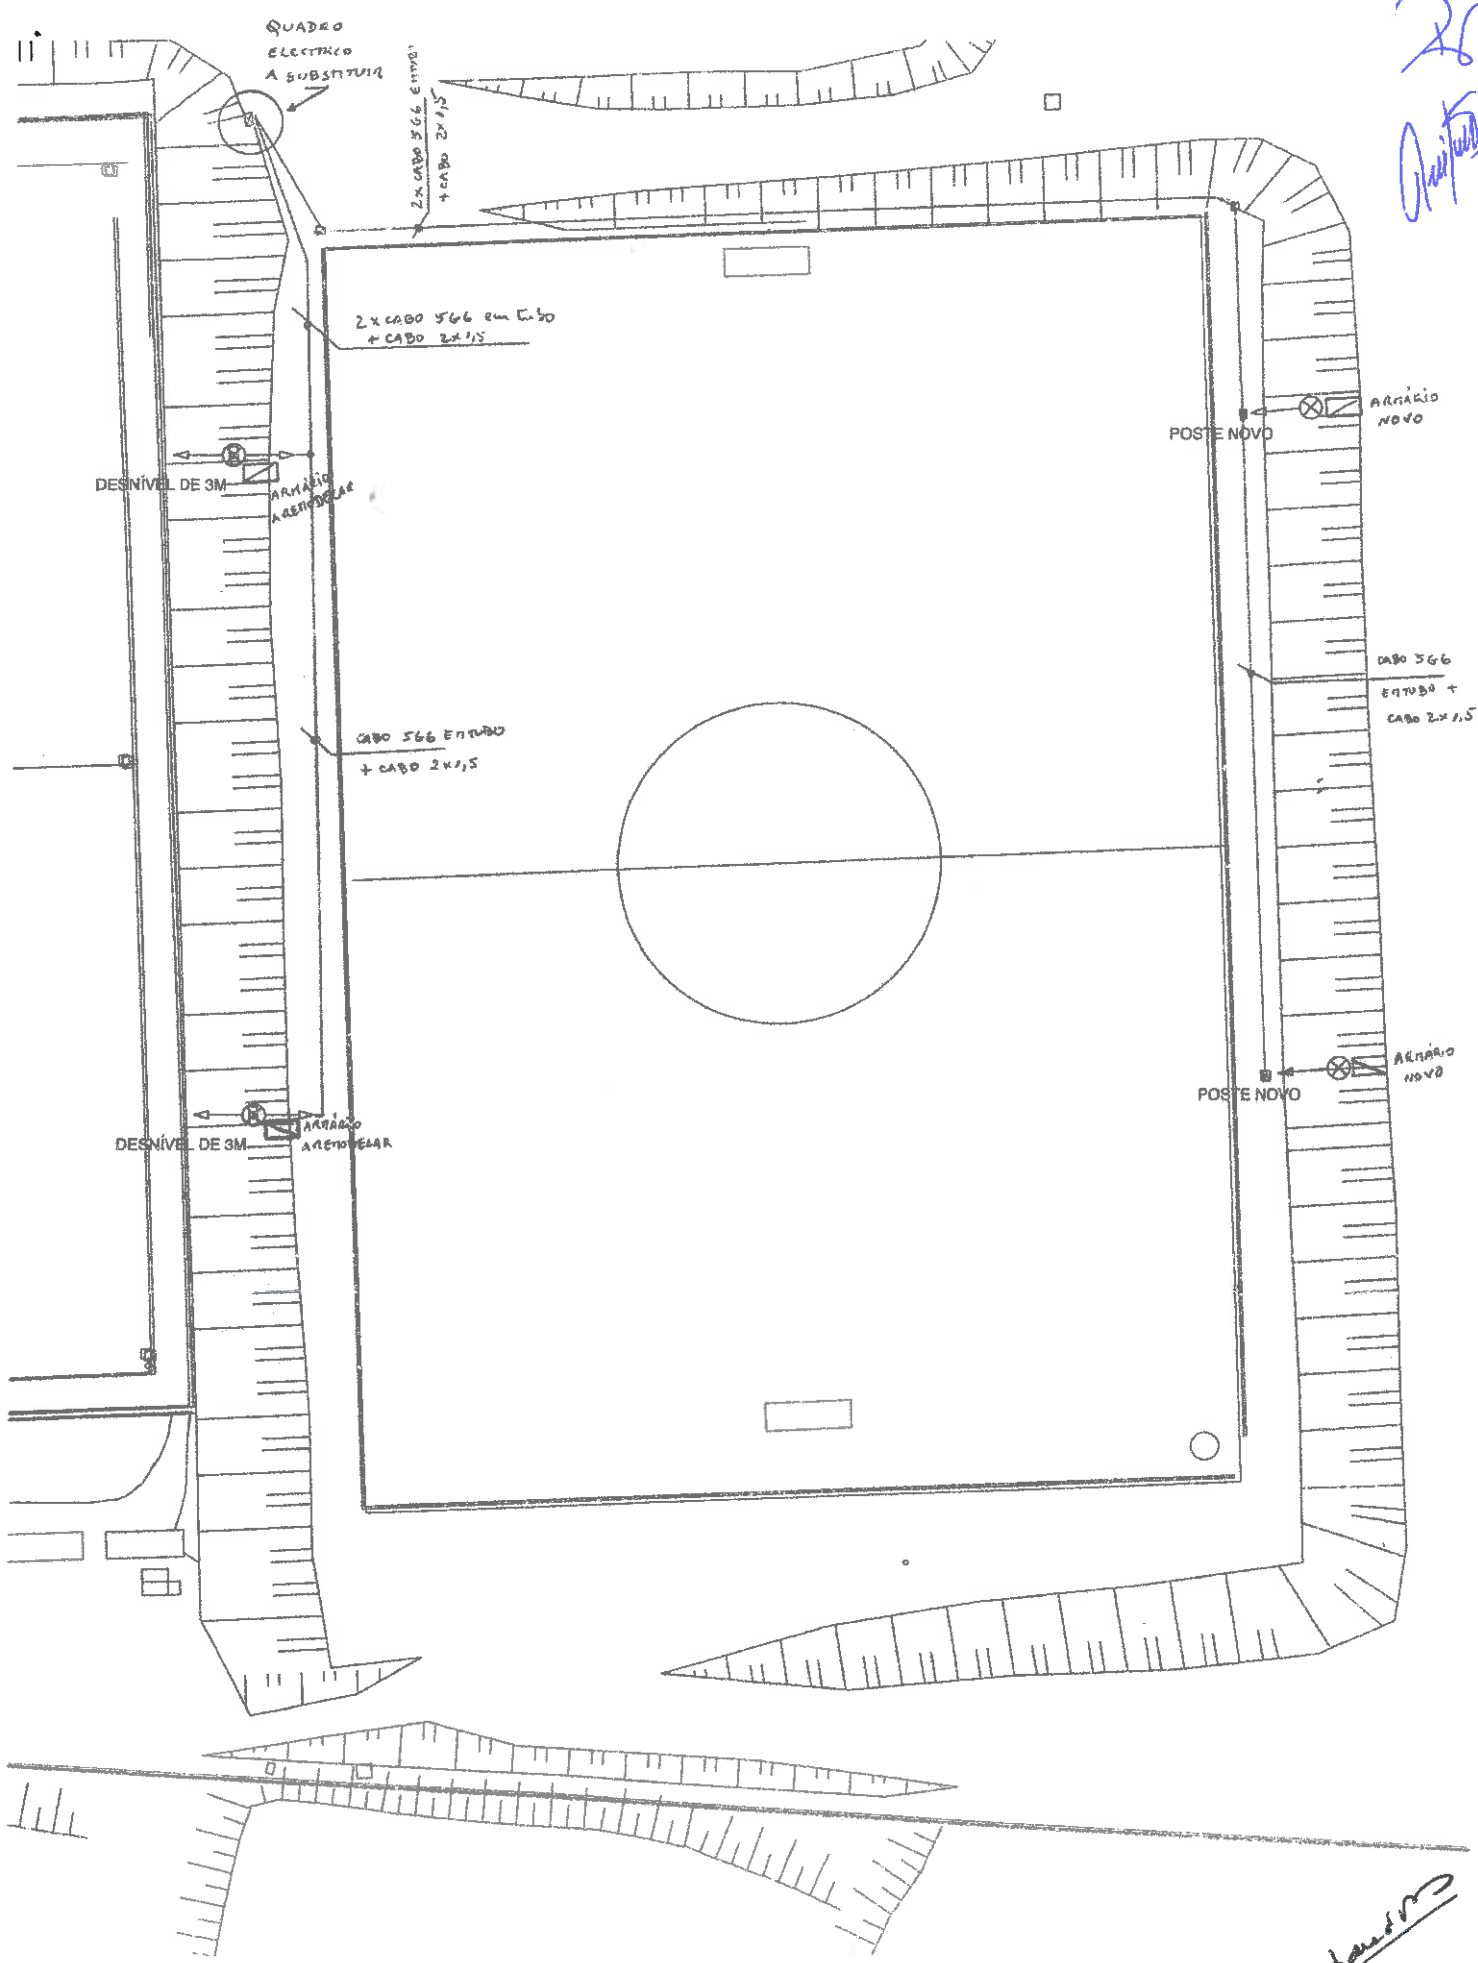 QUADRO
ELECTRICO
A SUBSTITUIR
2x CABO 5G6
+ CABO 2x1,5
2x CABO 5G6 em tubo
+ CABO 2x1,5
ARMÁRIO
NOVO
POSTE NOVO
DESNÍVEL DE 3M
ARMÁRIO
A REMODELAR
CABO 5G6
EM TUBO +
CABO 2x1,5
CABO 5G6 EM TUBO
+ CABO 2x1,5
ARMÁRIO
NOVO
POSTE NOVO
DESNÍVEL DE 3M
ARMÁRIO
A REMODELAR